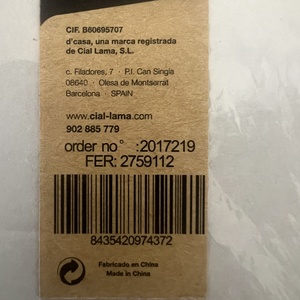 CIF. B60695707
d'casa, una marca registrada
de Cial Lama, S.L.
c. Filadores, 7 · P.I. Can Singla
08640 · Olesa de Montserrat
Barcelona · SPAIN
www.cial-lama.com
902 885 779
order no° :2017219
FER: 2759112
8435420974372
Fabricado en China
Made in China